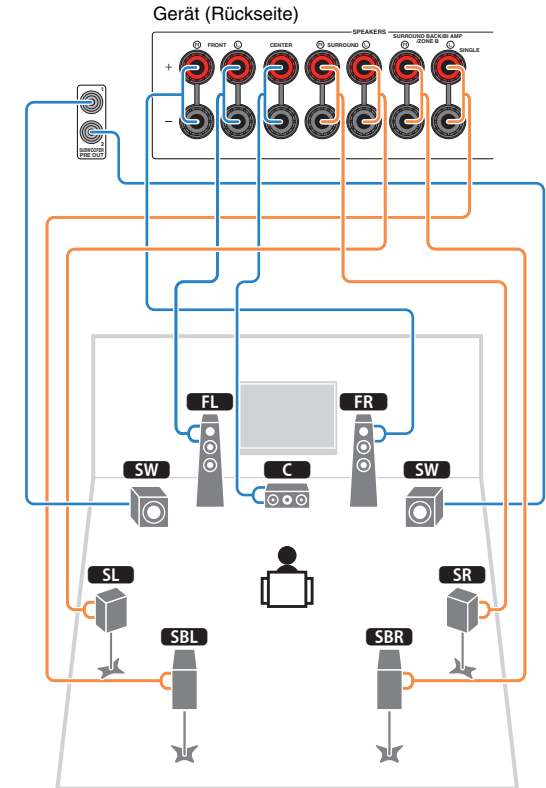 Gerät (Rückseite)
SPEAKERS
R FRONT L
CENTER
R SURROUND L
SURROUND BACK/BI AMP
/ZONE B
R L
SINGLE
+
–
1
2
SUBWOOFER
PRE OUT
FL
FR
SW
C
SW
SL
SR
SBL
SBR